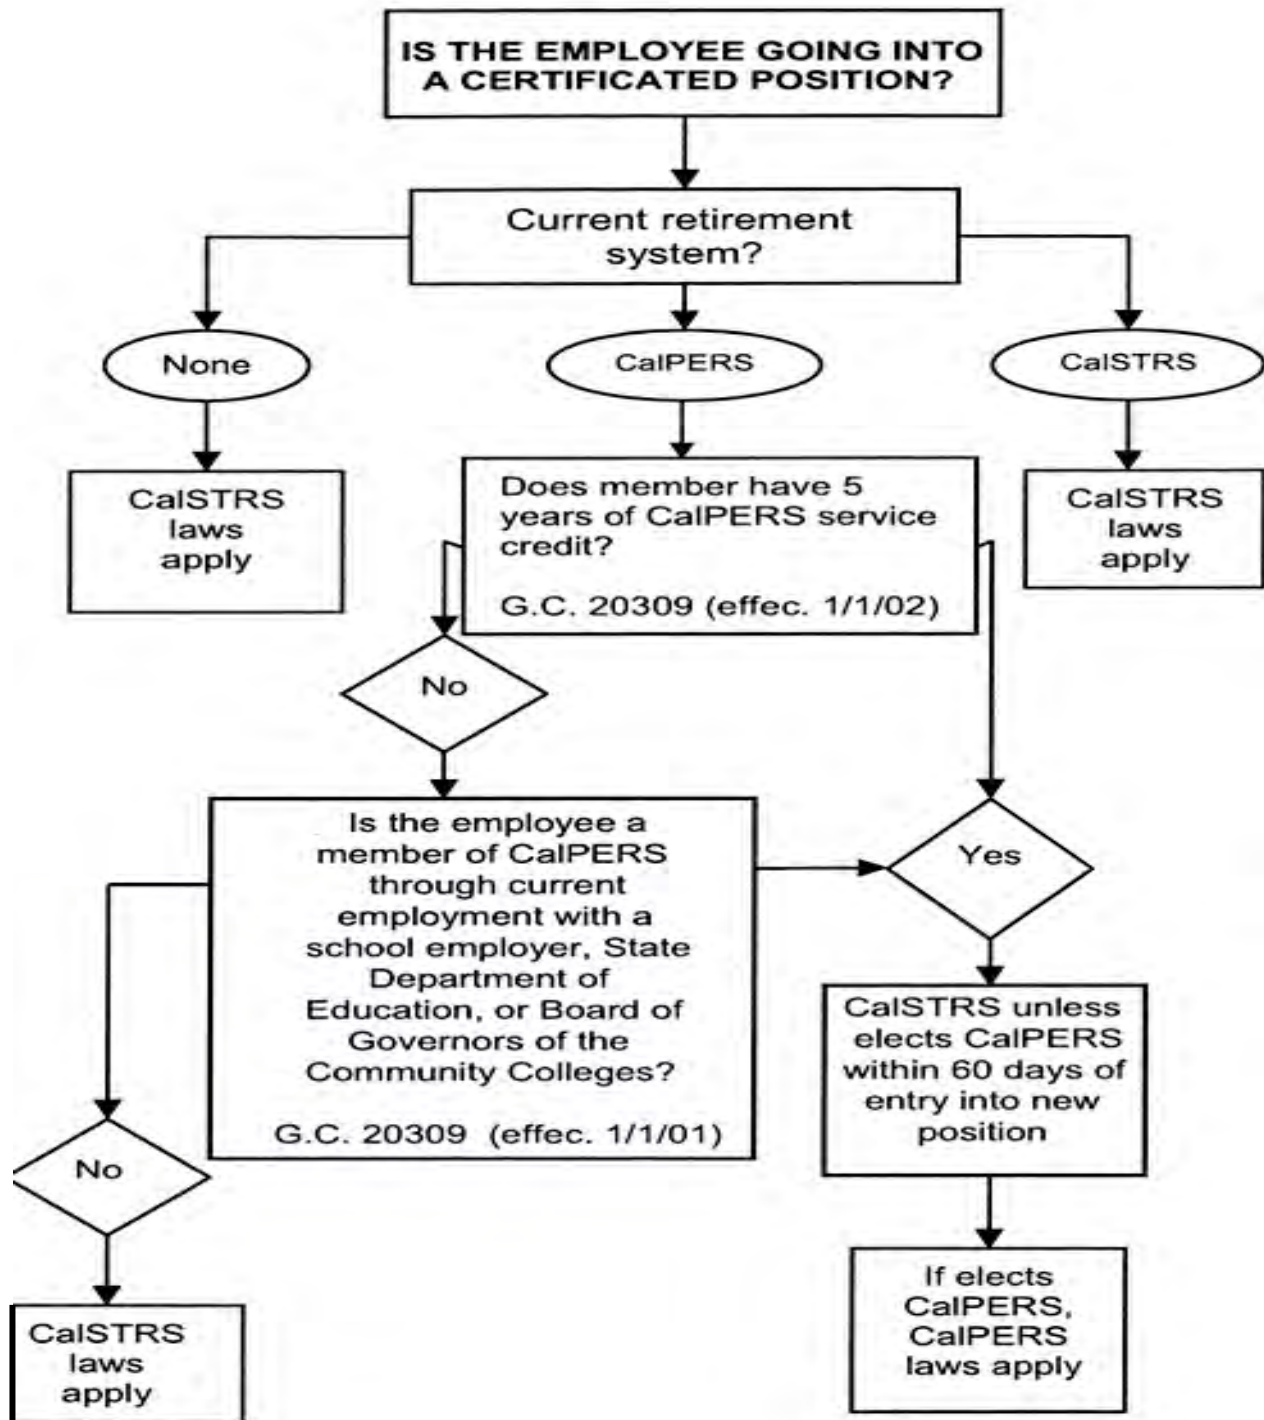 IS THE EMPLOYEE GOING INTO
A CERTIFICATED POSITION?
Current retirement
system?
None
CalPERS
CalSTRS
CalSTRS
laws
apply
Does member have 5
years of CalPERS service
credit?
G.C. 20309 (effec. 1/1/02)
CalSTRS
laws
apply
No
Is the employee a
member of CalPERS
through current
employment with a
school employer, State
Department of
Education, or Board of
Governors of the
Community Colleges?
G.C. 20309 (effec. 1/1/01)
Yes
CalSTRS unless
elects CalPERS
within 60 days of
entry into new
position
No
CalSTRS
laws
apply
If elects
CalPERS,
CalPERS
laws apply